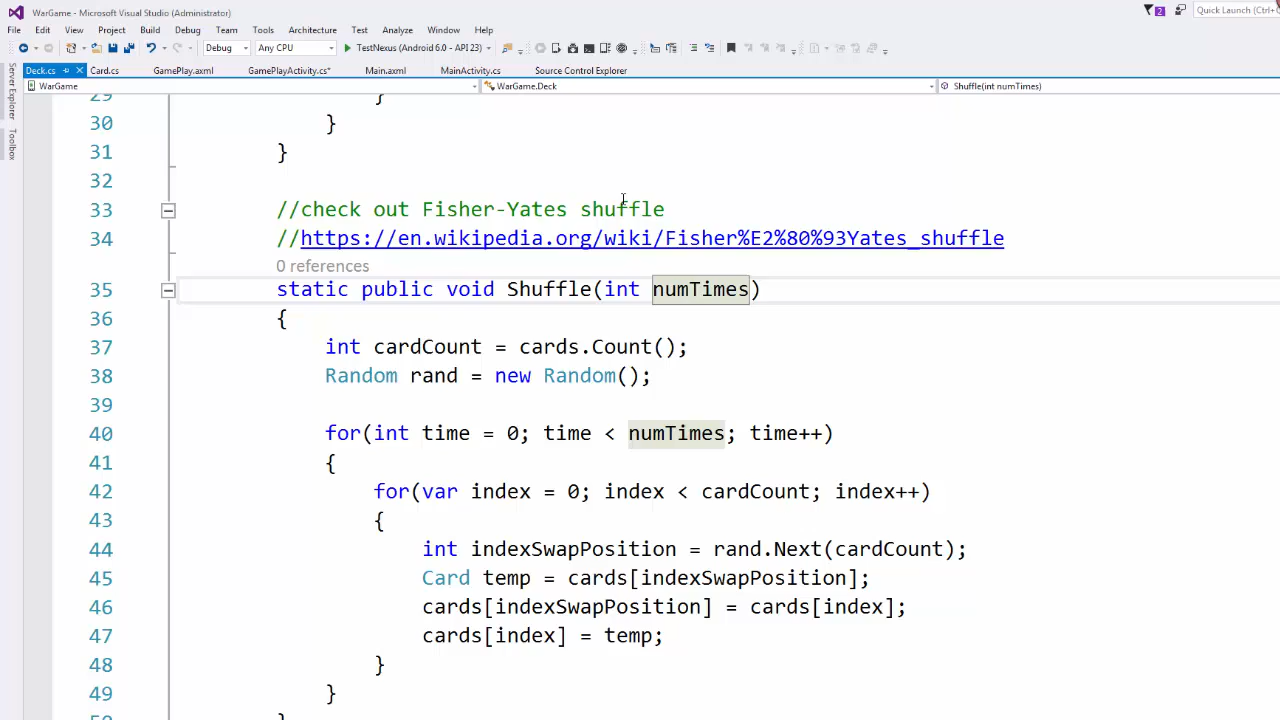 WarGame - Microsoft Visual Studio (Administrator)
2
Quick Launch (Ctrl+
File Edit View Project Build Debug Team Tools Architecture Test Analyze Window Help
Debug Any CPU TestNexus (Android 6.0 - API 23)
Deck.cs Card.cs GamePlay.axml GamePlayActivity.cs* Main.axml MainActivity.cs Source Control Explorer
WarGame WarGame.Deck Shuffle(int numTimes)
Server Explorer
Toolbox
29 }
30 }
31 }
32
33 //check out Fisher-Yates shuffle
34 //https://en.wikipedia.org/wiki/Fisher%E2%80%93Yates_shuffle
0 references
35 static public void Shuffle(int numTimes)
36 {
37 int cardCount = cards.Count();
38 Random rand = new Random();
39
40 for(int time = 0; time < numTimes; time++)
41 {
42 for(var index = 0; index < cardCount; index++)
43 {
44 int indexSwapPosition = rand.Next(cardCount);
45 Card temp = cards[indexSwapPosition];
46 cards[indexSwapPosition] = cards[index];
47 cards[index] = temp;
48 }
49 }
50 }